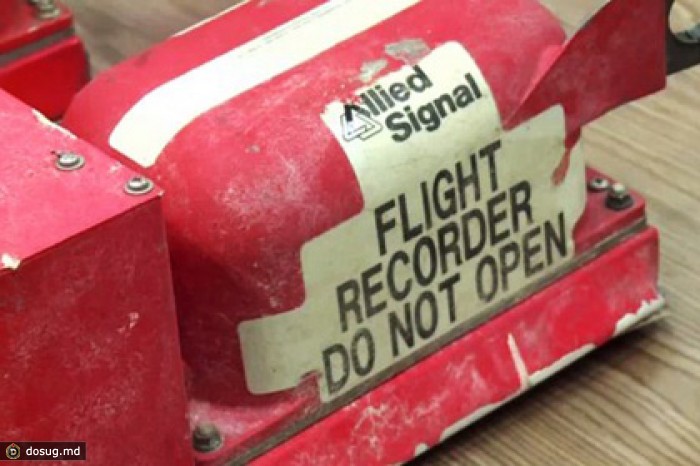 Allied
Signal
FLIGHT
RECORDER
DO NOT OPEN
dosug.md